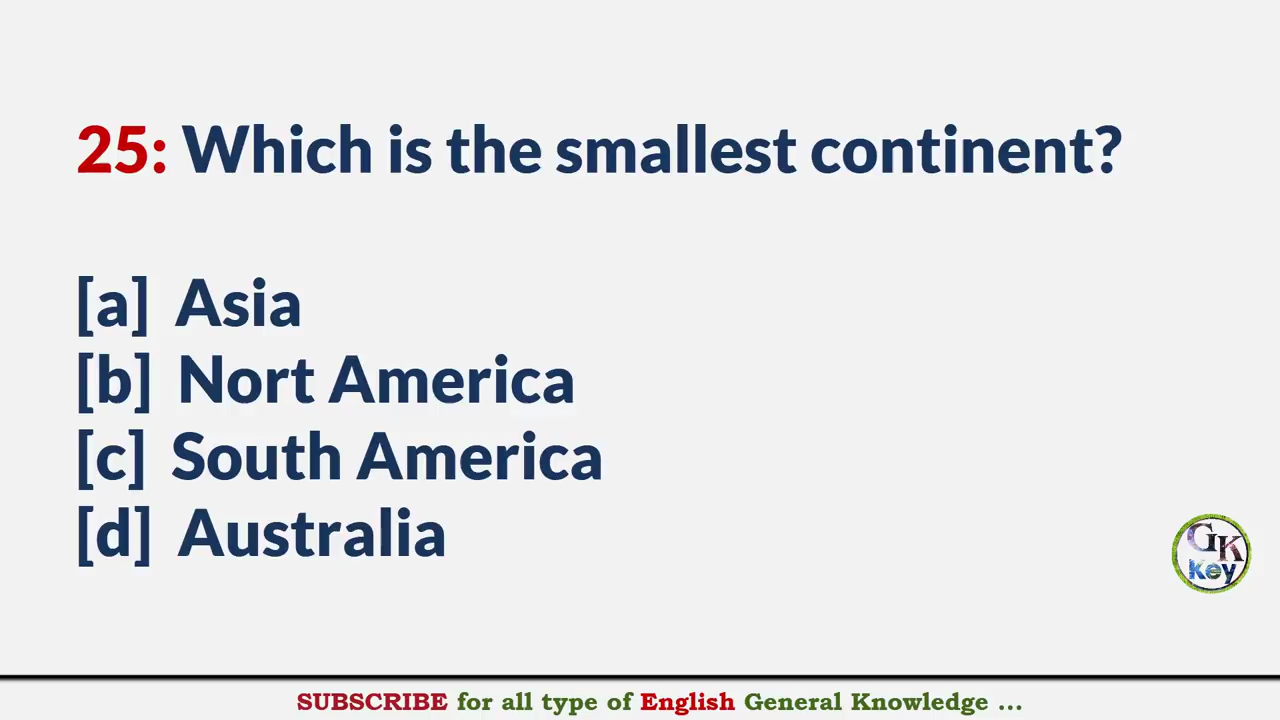 25: Which is the smallest continent?
[a] Asia
[b] Nort America
[c] South America
[d] Australia
GK
Key
SUBSCRIBE for all type of English General Knowledge ...